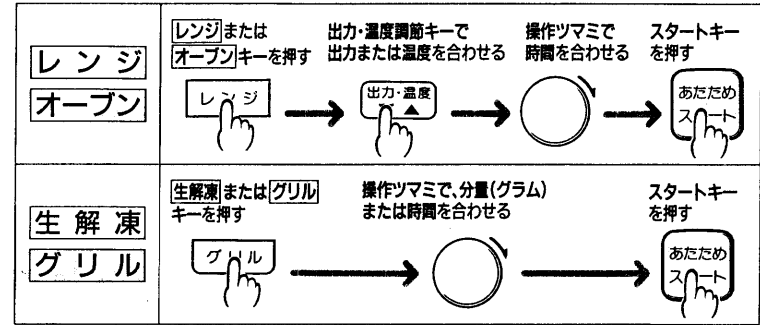 レンジ
オーブン
レンジまたは
オーブンキーを押す
レンジ
出力・温度調節キーで
出力または温度を合わせる
出力・温度
▲
操作ツマミで
時間を合わせる
スタートキー
を押す
あたため
スタート
生解凍
グリル
生解凍またはグリル
キーを押す
グリル
操作ツマミで、分量(グラム)
または時間を合わせる
スタートキー
を押す
あたため
スタート